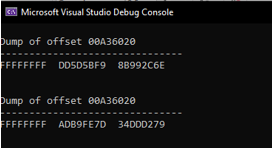 Microsoft Visual Studio Debug Console
Dump of offset 00A36020
--------------------------------
FFFFFFFF DD5D5BF9 8B992C6E
Dump of offset 00A36020
--------------------------------
FFFFFFFF ADB9FE7D 34DDD279